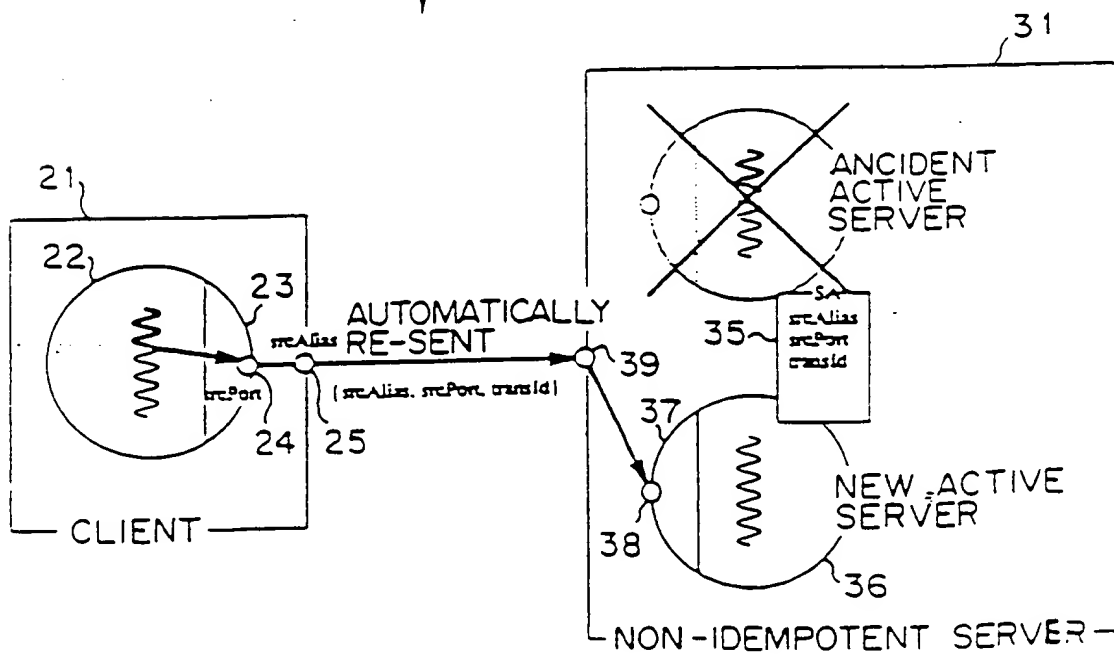 31
21
ANCIDENT
ACTIVE
SERVER
22
23
SA
srcAlias
srcPort
transId
35
AUTOMATICALLY
RE-SENT
srcAlias
39
srcPort
(srcAlias, srcPort, transId)
24
25
37
NEW ACTIVE
SERVER
CLIENT
38
36
NON-IDEMPOTENT SERVER